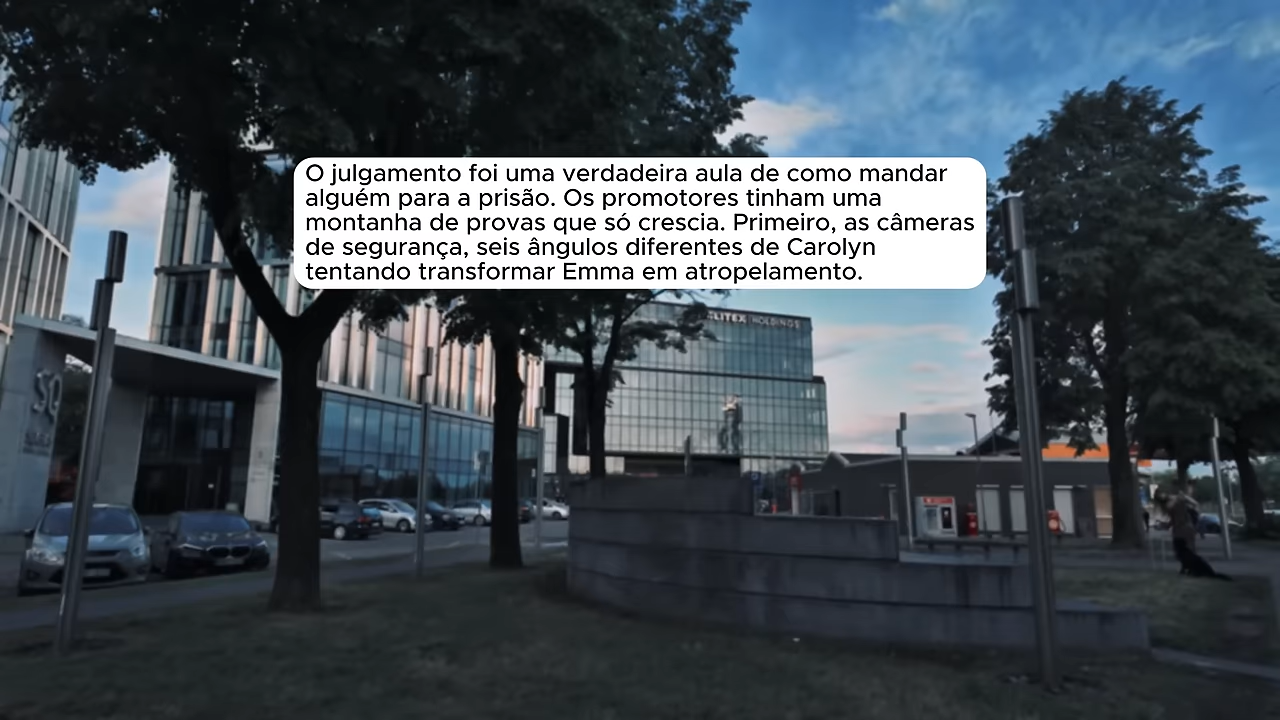 O julgamento foi uma verdadeira aula de como mandar
alguém para a prisão. Os promotores tinham uma
montanha de provas que só crescia. Primeiro, as câmeras
de segurança, seis ângulos diferentes de Carolyn
tentando transformar Emma em atropelamento.
LITEX HOLDINGS